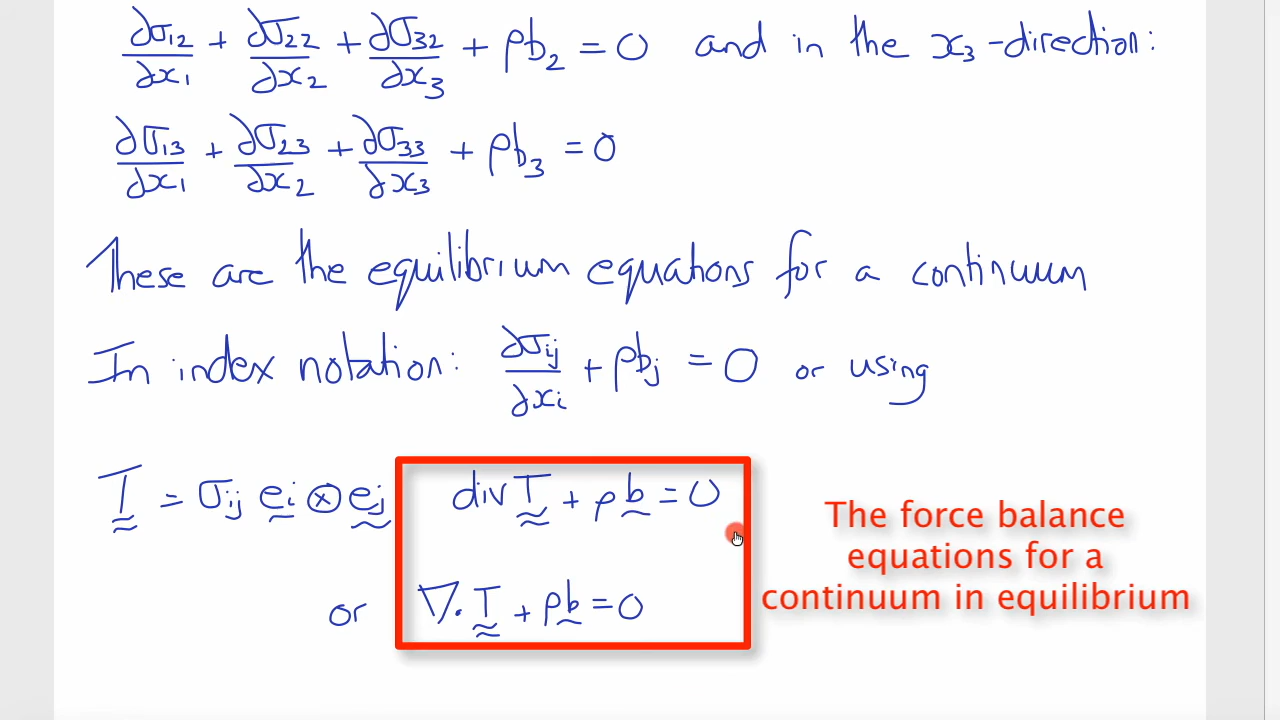 ∂σ₁₂/∂x₁ + ∂σ₂₂/∂x₂ + ∂σ₃₂/∂x₃ + ρb₂ = 0 and in the x₃-direction:
∂σ₁₃/∂x₁ + ∂σ₂₃/∂x₂ + ∂σ₃₃/∂x₃ + ρb₃ = 0
These are the equilibrium equations for a continuum
In index notation: ∂σᵢⱼ/∂xᵢ + ρbⱼ = 0 or using
T = σᵢⱼ eᵢ ⊗ eⱼ div T + ρb = 0
or ∇·T + ρb = 0
The force balance
equations for a
continuum in equilibrium